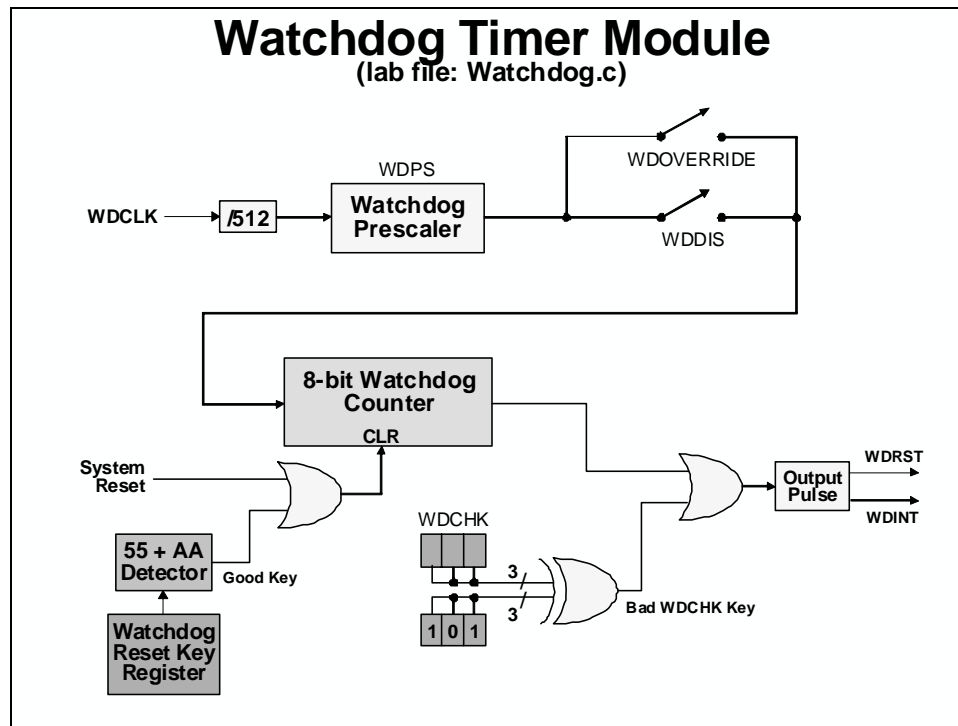 Watchdog Timer Module
(lab file: Watchdog.c)
WDOVERRIDE
WDPS
WDCLK
/512
Watchdog
Prescaler
WDDIS
8-bit Watchdog
Counter
CLR
System
Reset
WDRST
Output
Pulse
WDINT
WDCHK
55 + AA
Detector
Good Key
3
3
Bad WDCHK Key
1 0 1
Watchdog
Reset Key
Register